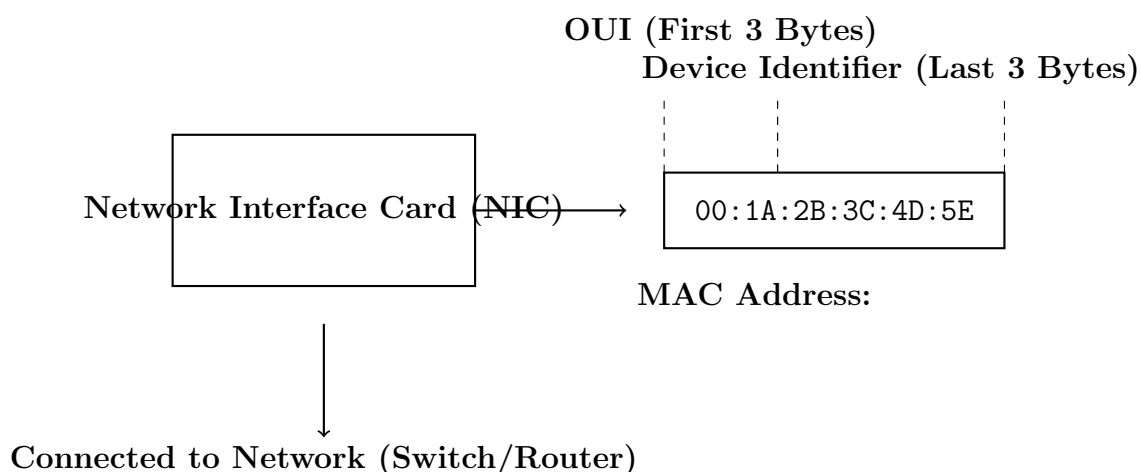 OUI (First 3 Bytes)
Device Identifier (Last 3 Bytes)
Network Interface Card (NIC)
00:1A:2B:3C:4D:5E
MAC Address:
Connected to Network (Switch/Router)